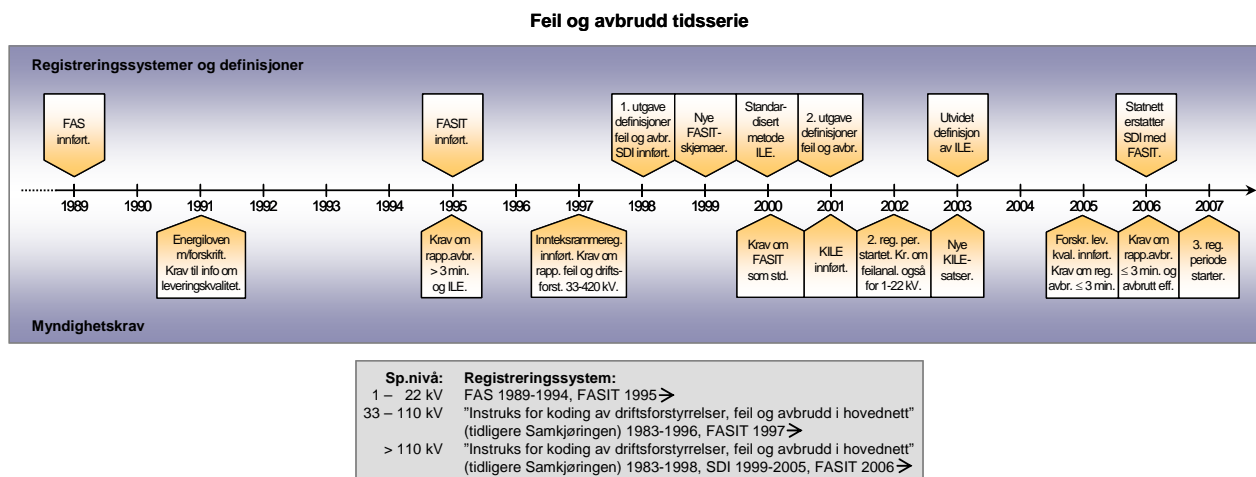 Feil og avbrudd tidsserie
Registreringssystemer og definisjoner
FAS
innført.
FASIT
innført.
1. utgave
definisjoner
feil og avbr.
SDI innført.
Nye
FASIT-
skjemaer.
Standar-
disert
metode
ILE.
2. utgave
definisjoner
feil og avbr.
Utvidet
definisjon
av ILE.
Statnett
erstatter
SDI med
FASIT.
1989 1990 1991 1992 1993 1994 1995 1996 1997 1998 1999 2000 2001 2002 2003 2004 2005 2006 2007
Energiloven
m/forskrift.
Krav til info om
leveringskvalitet.
Krav om
rapp.avbr.
> 3 min.
og ILE.
Innteksrammereg.
innført. Krav om
rapp. feil og drifts-
forst. 33-420 kV.
Krav om
FASIT
som std.
KILE
innført.
2. reg. per.
startet. Kr. om
feilanal. også
for 1-22 kV.
Nye
KILE-
satser.
Forskr. lev.
kval. innført.
Krav om reg.
avbr. ≤ 3 min.
Krav om
rapp.avbr.
≤ 3 min. og
avbrutt eff.
3. reg.
periode
starter.
Myndighetskrav
Sp.nivå: Registreringssystem:
1 – 22 kV FAS 1989-1994, FASIT 1995→
33 – 110 kV "Instruks for koding av driftsforstyrrelser, feil og avbrudd i hovednett"
(tidligere Samkjøringen) 1983-1996, FASIT 1997→
> 110 kV "Instruks for koding av driftsforstyrrelser, feil og avbrudd i hovednett"
(tidligere Samkjøringen) 1983-1998, SDI 1999-2005, FASIT 2006→